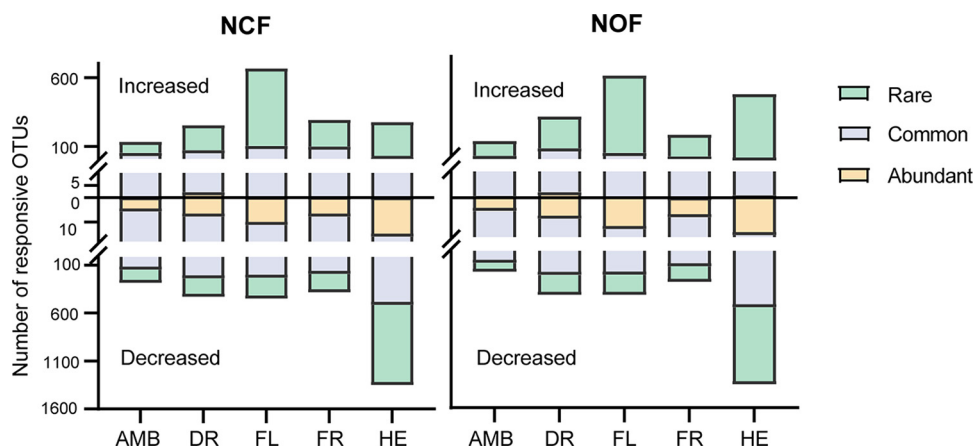 NCF
NOF
Increased
Increased
Rare
Common
Abundant
Number of responsive OTUs
600
100
5
0
10
100
600
1100
1600
Decreased
Decreased
AMB DR FL FR HE
AMB DR FL FR HE